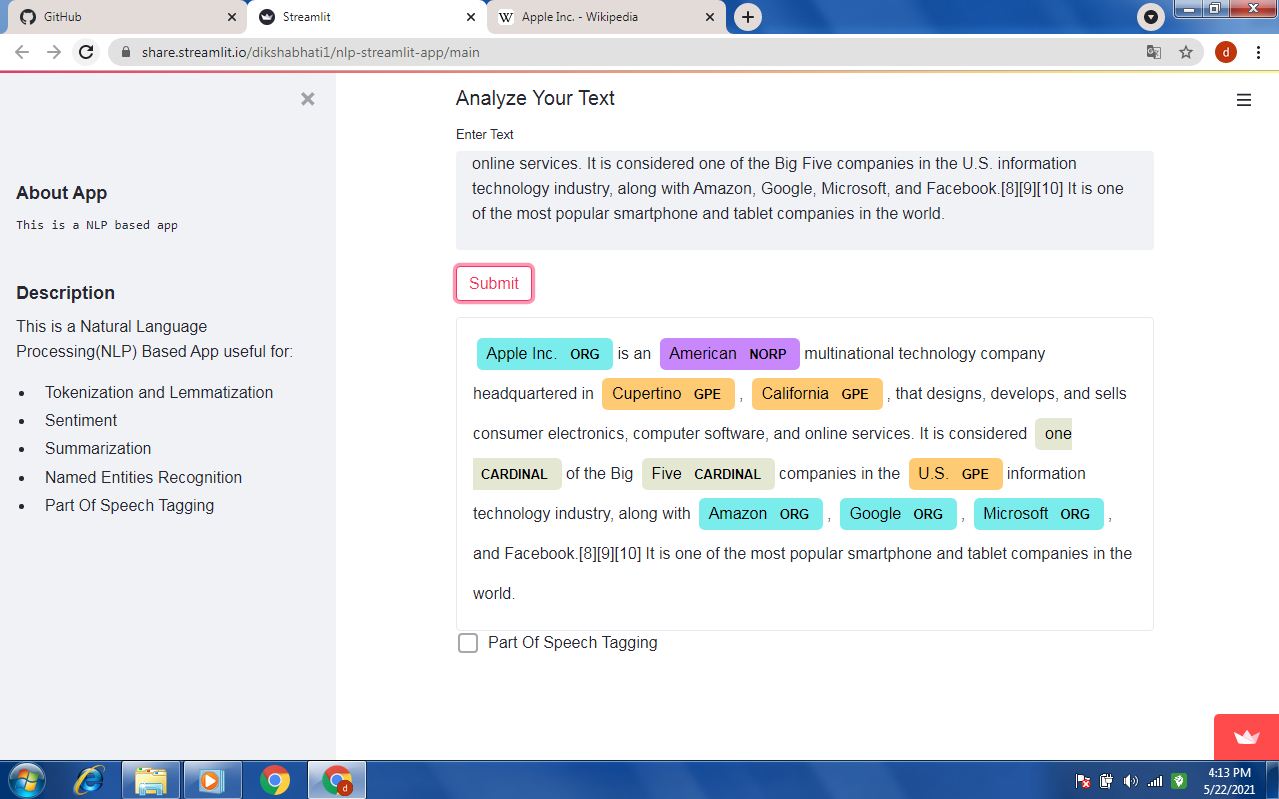 GitHub
Streamlit
Apple Inc. - Wikipedia
share.streamlit.io/dikshabhati1/nlp-streamlit-app/main
d
About App
This is a NLP based app
Description
This is a Natural Language
Processing(NLP) Based App useful for:
Tokenization and Lemmatization
Sentiment
Summarization
Named Entities Recognition
Part Of Speech Tagging
Analyze Your Text
Enter Text
online services. It is considered one of the Big Five companies in the U.S. information
technology industry, along with Amazon, Google, Microsoft, and Facebook.[8][9][10] It is one
of the most popular smartphone and tablet companies in the world.
Submit
Apple Inc. ORG is an American NORP multinational technology company
headquartered in Cupertino GPE , California GPE , that designs, develops, and sells
consumer electronics, computer software, and online services. It is considered one
CARDINAL of the Big Five CARDINAL companies in the U.S. GPE information
technology industry, along with Amazon ORG , Google ORG , Microsoft ORG ,
and Facebook.[8][9][10] It is one of the most popular smartphone and tablet companies in the
world.
Part Of Speech Tagging
d
4:13 PM
5/22/2021